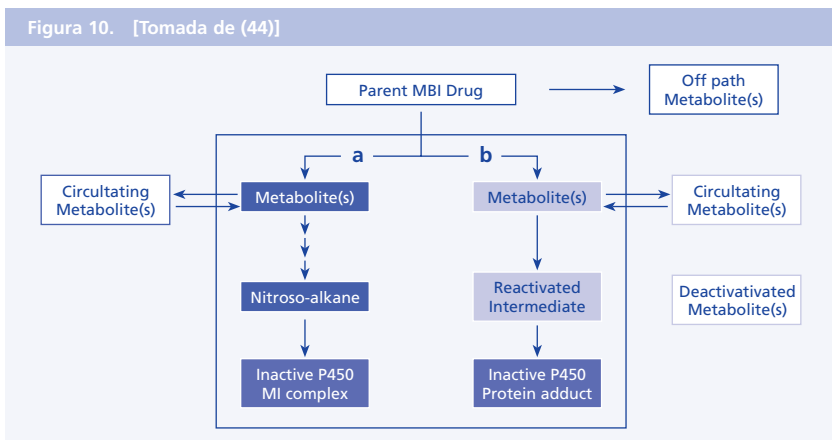 Figura 10. [Tomada de (44)]
Parent MBI Drug
Off path
Metabolite(s)
a
b
Circultating
Metabolite(s)
Metabolite(s)
Metabolite(s)
Circultating
Metabolite(s)
Nitroso-alkane
Reactivated
Intermediate
Deactivativated
Metabolite(s)
Inactive P450
MI complex
Inactive P450
Protein adduct